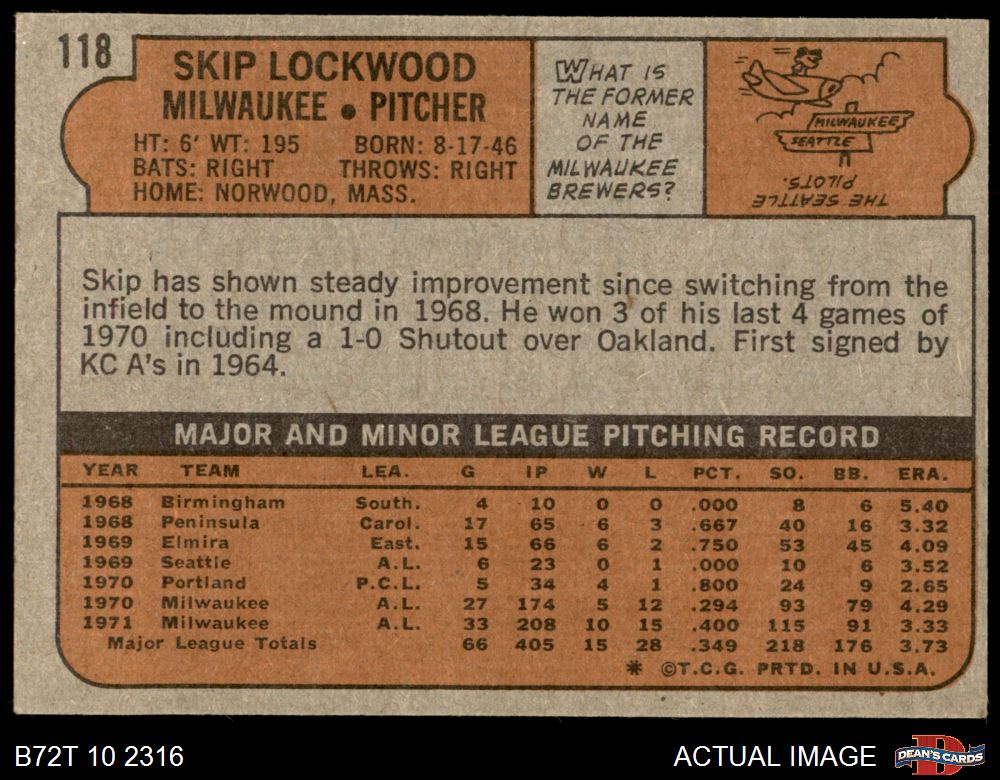 118
SKIP LOCKWOOD
MILWAUKEE • PITCHER
HT: 6' WT: 195 BORN: 8-17-46
BATS: RIGHT THROWS: RIGHT
HOME: NORWOOD, MASS.
WHAT IS
THE FORMER
NAME
OF THE
MILWAUKEE
BREWERS?
MILWAUKEE
SEATTLE
THE SEATTLE
PILOTS.
Skip has shown steady improvement since switching from the
infield to the mound in 1968. He won 3 of his last 4 games of
1970 including a 1-0 Shutout over Oakland. First signed by
KC A's in 1964.
MAJOR AND MINOR LEAGUE PITCHING RECORD
YEAR TEAM LEA. G IP W L PCT. SO. BB. ERA.
1968 Birmingham South. 4 10 0 0 .000 8 6 5.40
1968 Peninsula Carol. 17 65 6 3 .667 40 16 3.32
1969 Elmira East. 15 66 6 2 .750 53 45 4.09
1969 Seattle A.L. 6 23 0 1 .000 10 6 3.52
1970 Portland P.C.L. 5 34 4 1 .800 24 9 2.65
1970 Milwaukee A.L. 27 174 5 12 .294 93 79 4.29
1971 Milwaukee A.L. 33 208 10 15 .400 115 91 3.33
Major League Totals 66 405 15 28 .349 218 176 3.73
* ©T.C.G. PRTD. IN U.S.A.
B72T 10 2316
ACTUAL IMAGE
DEAN'S CARDS